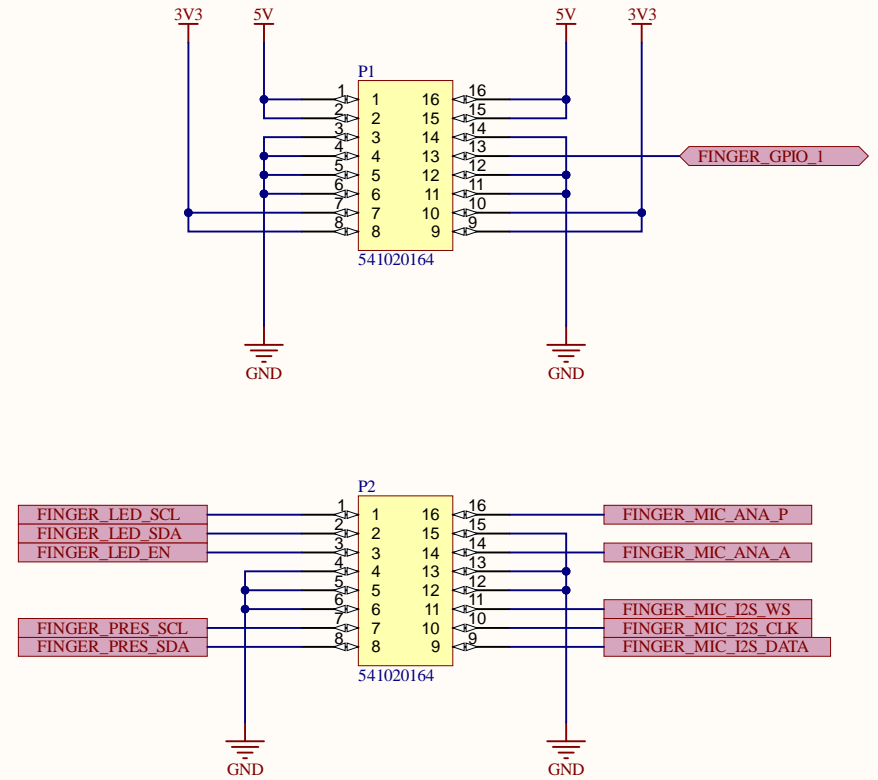 3V3 5V 5V 3V3
P1
1 1 16 16
2 2 15 15
3 3 14 14
4 4 13 13 FINGER_GPIO_1
5 5 12 12
6 6 11 11
7 7 10 10
8 8 9 9
541020164
GND GND
P2
FINGER_LED_SCL 1 1 16 16 FINGER_MIC_ANA_P
FINGER_LED_SDA 2 2 15 15
FINGER_LED_EN 3 3 14 14 FINGER_MIC_ANA_A
4 4 13 13
5 5 12 12
6 6 11 11 FINGER_MIC_I2S_WS
FINGER_PRES_SCL 7 7 10 10 FINGER_MIC_I2S_CLK
FINGER_PRES_SDA 8 8 9 9 FINGER_MIC_I2S_DATA
541020164
GND GND